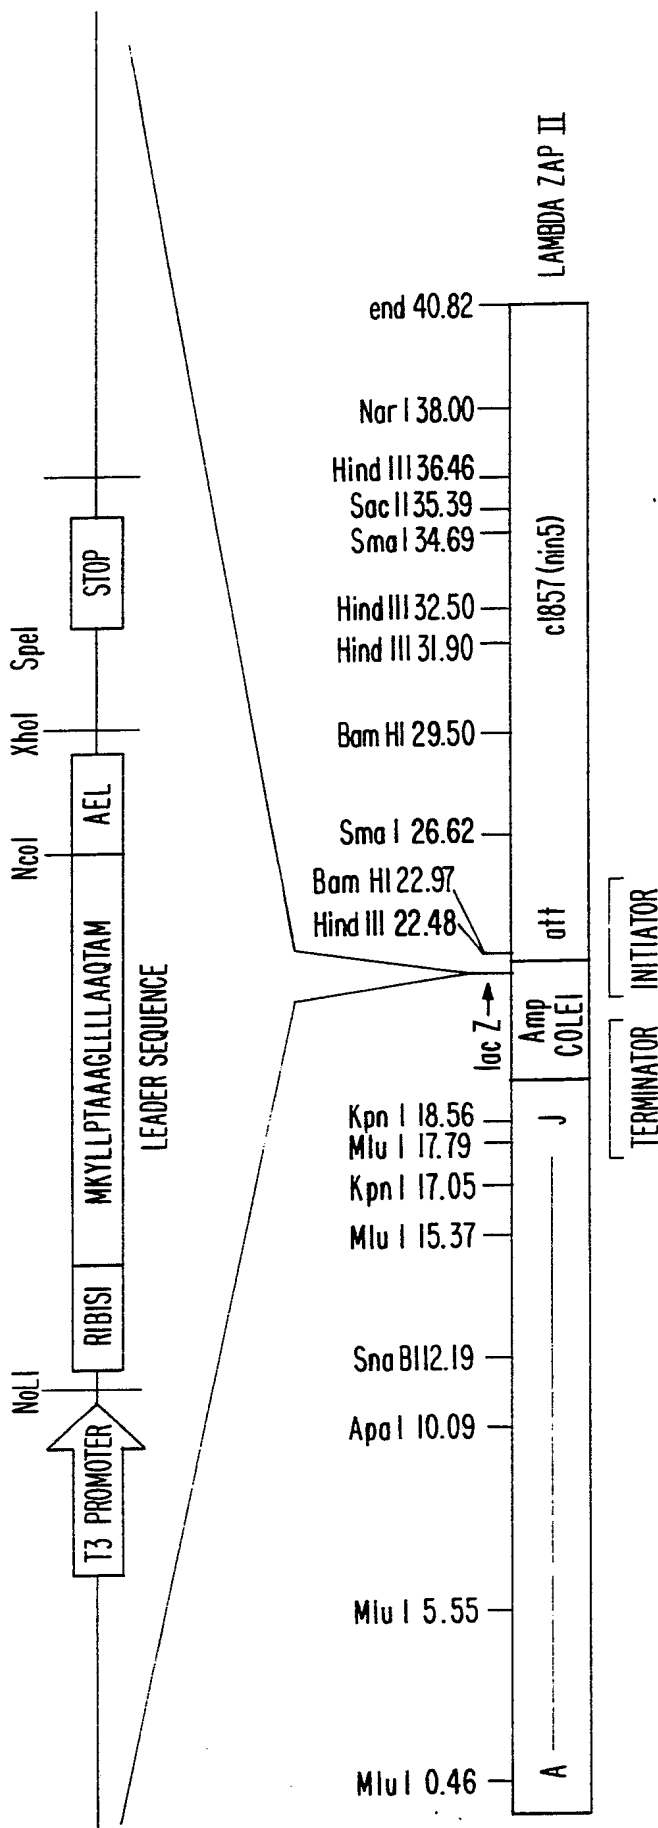 NoLI
NcoI
XhoI
SpeI
T3 PROMOTER
RIBISI
MKYLLPTAAAGLLLLAAQTAM
AEL
STOP
LEADER SEQUENCE
end 40.82
Nar I 38.00
Hind III 36.46
Sac II 35.39
Sma I 34.69
Hind III 32.50
Hind III 31.90
Bam HI 29.50
Sma I 26.62
Bam HI 22.97
Hind III 22.48
lac Z
Kpn I 18.56
Mlu I 17.79
Kpn I 17.05
Mlu I 15.37
Sna BI 12.19
Apa I 10.09
Mlu I 5.55
Mlu I 0.46
A
J
Amp
COLEI
att
cI857 (nin5)
LAMBDA ZAP II
TERMINATOR
INITIATOR